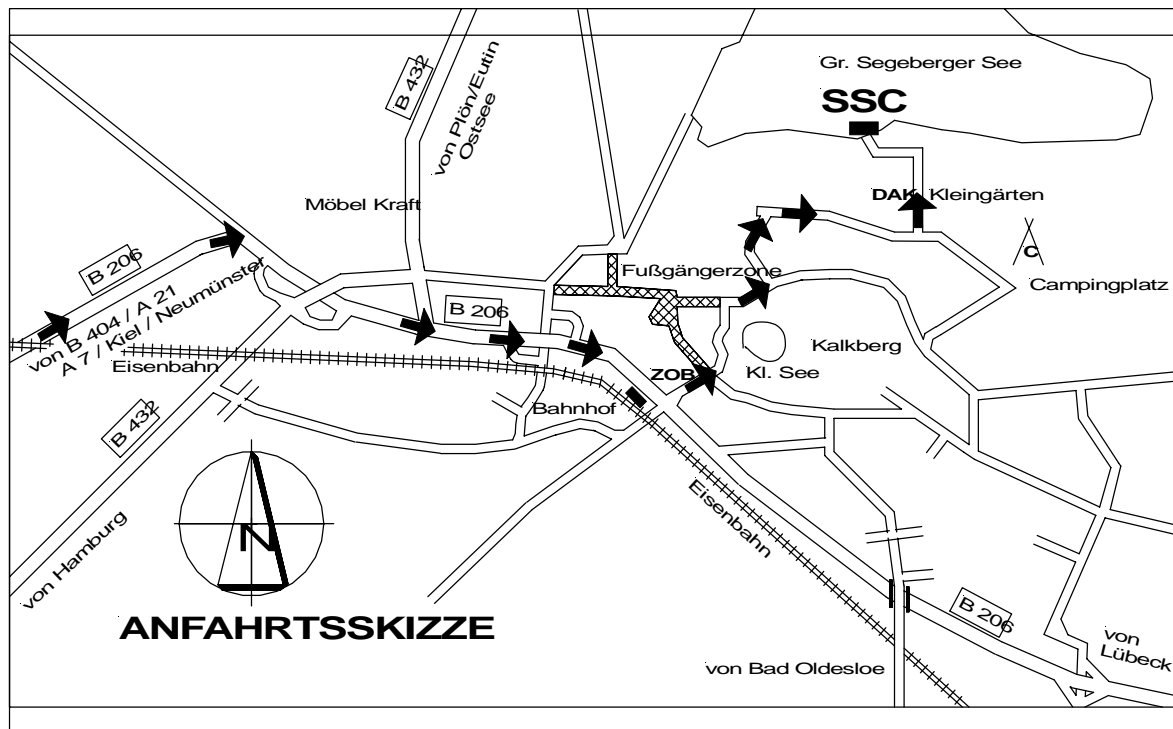 Gr. Segeberger See
SSC
B 432
von Plön/Eutin
Ostsee
DAK Kleingärten
Möbel Kraft
C
Campingplatz
B 206
Fußgängerzone
von B 404 / A 21
A 7 / Kiel / Neumünster
B 206
Eisenbahn
Kalkberg
ZOB
Kl. See
B 432
Bahnhof
Eisenbahn
N
von Hamburg
ANFAHRTSSKIZZE
B 206
von
Lübeck
von Bad Oldesloe